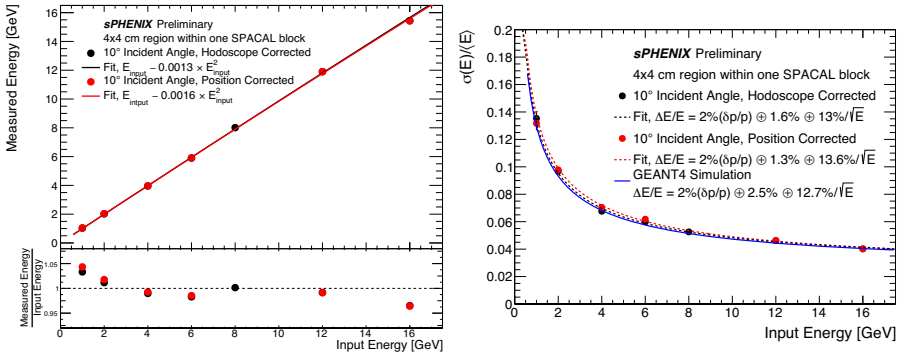 Measured Energy [GeV]
16
14
12
10
8
6
4
2
0
sPHENIX Preliminary
4x4 cm region within one SPACAL block
10° Incident Angle, Hodoscope Corrected
Fit, E_input − 0.0013 × E²_input
10° Incident Angle, Position Corrected
Fit, E_intput − 0.0016 × E²_input
Measured Energy
Input Energy
1.05
1
0.95
0 2 4 6 8 10 12 14 16
Input Energy [GeV]
σ(E)/⟨E⟩
0.2
0.18
0.16
0.14
0.12
0.1
0.08
0.06
0.04
0.02
0
sPHENIX Preliminary
4x4 cm region within one SPACAL block
10° Incident Angle, Hodoscope Corrected
Fit, ΔE/E = 2%(δp/p) ⊕ 1.6% ⊕ 13%/√E
10° Incident Angle, Position Corrected
Fit, ΔE/E = 2%(δp/p) ⊕ 1.3% ⊕ 13.6%/√E
GEANT4 Simulation
ΔE/E = 2%(δp/p) ⊕ 2.5% ⊕ 12.7%/√E
0 2 4 6 8 10 12 14 16
Input Energy [GeV]